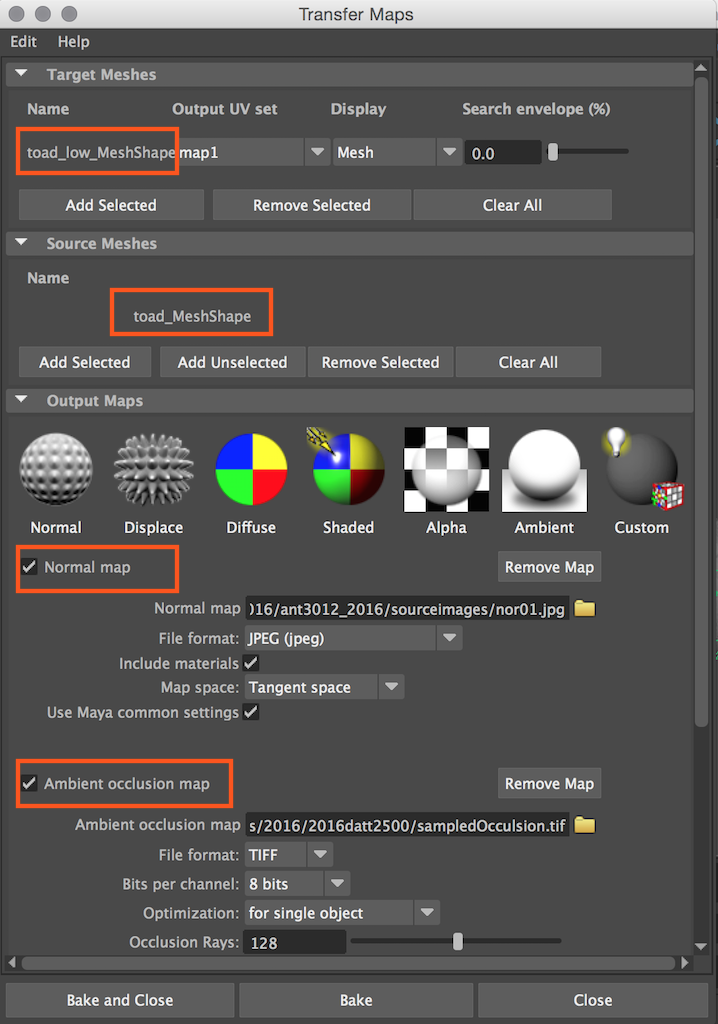 Transfer Maps
Edit Help
Target Meshes
Name Output UV set Display Search envelope (%)
toad_low_MeshShape map1 Mesh 0.0
Add Selected Remove Selected Clear All
Source Meshes
Name
toad_MeshShape
Add Selected Add Unselected Remove Selected Clear All
Output Maps
Normal Displace Diffuse Shaded Alpha Ambient Custom
Normal map Remove Map
Normal map 016/ant3012_2016/sourceimages/nor01.jpg
File format: JPEG (jpeg)
Include materials
Map space: Tangent space
Use Maya common settings
Ambient occlusion map Remove Map
Ambient occlusion map s/2016/2016datt2500/sampledOcculsion.tif
File format: TIFF
Bits per channel: 8 bits
Optimization: for single object
Occlusion Rays: 128
Bake and Close Bake Close